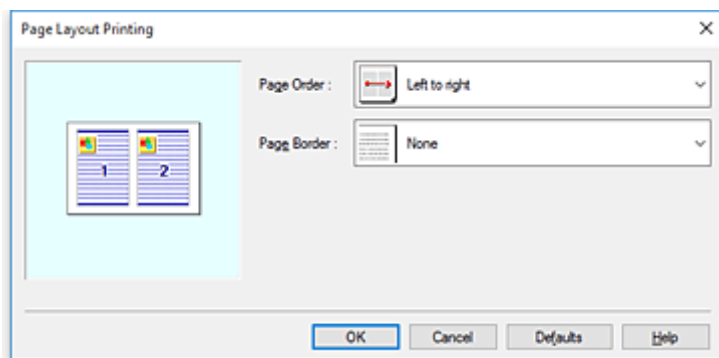 Page Layout Printing
Page Order : Left to right
1 2
Page Border : None
OK Cancel Defaults Help